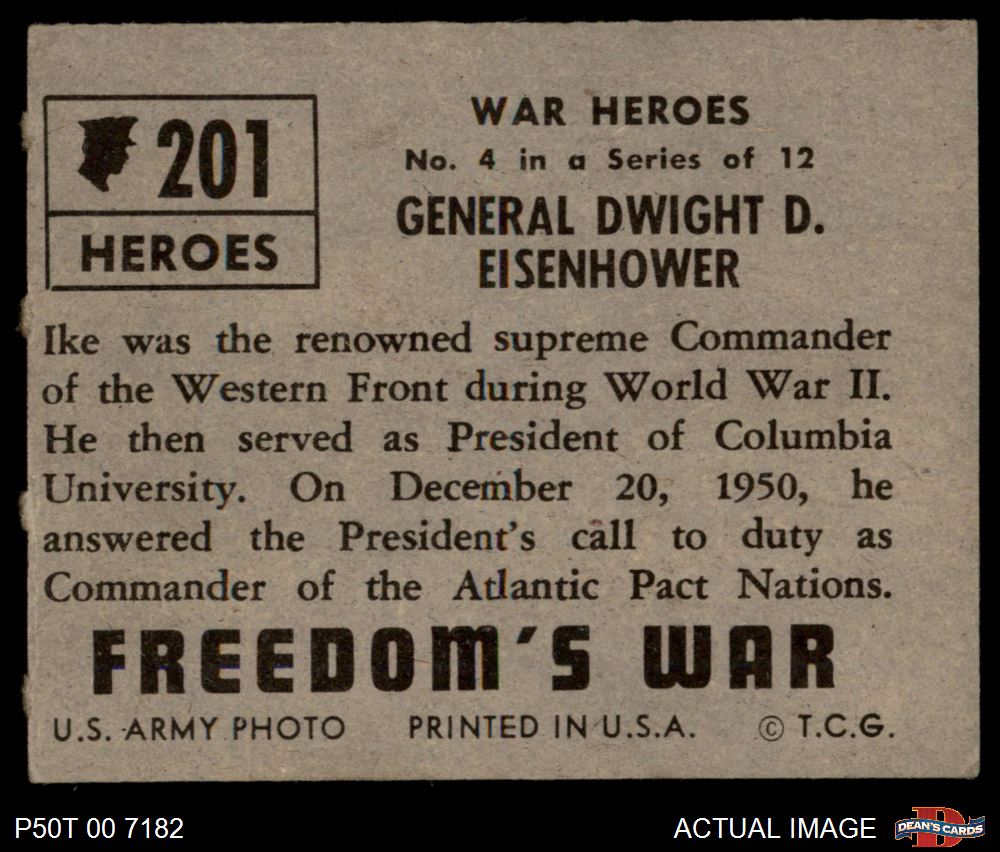 201
HEROES
WAR HEROES
No. 4 in a Series of 12
GENERAL DWIGHT D.
EISENHOWER
Ike was the renowned supreme Commander
of the Western Front during World War II.
He then served as President of Columbia
University. On December 20, 1950, he
answered the President's call to duty as
Commander of the Atlantic Pact Nations.
FREEDOM'S WAR
U.S. ARMY PHOTO PRINTED IN U.S.A. © T.C.G.
P50T 00 7182
ACTUAL IMAGE
D
DEAN'S CARDS